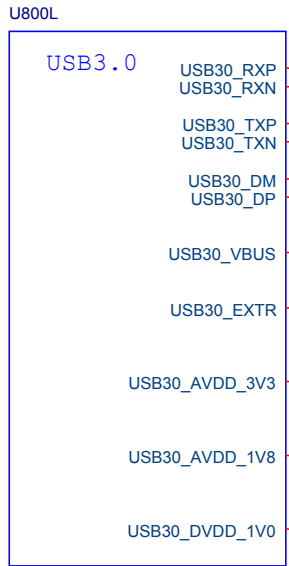 U800L
USB3.0
USB30_RXP
USB30_RXN
USB30_TXP
USB30_TXN
USB30_DM
USB30_DP
USB30_VBUS
USB30_EXTR
USB30_AVDD_3V3
USB30_AVDD_1V8
USB30_DVDD_1V0